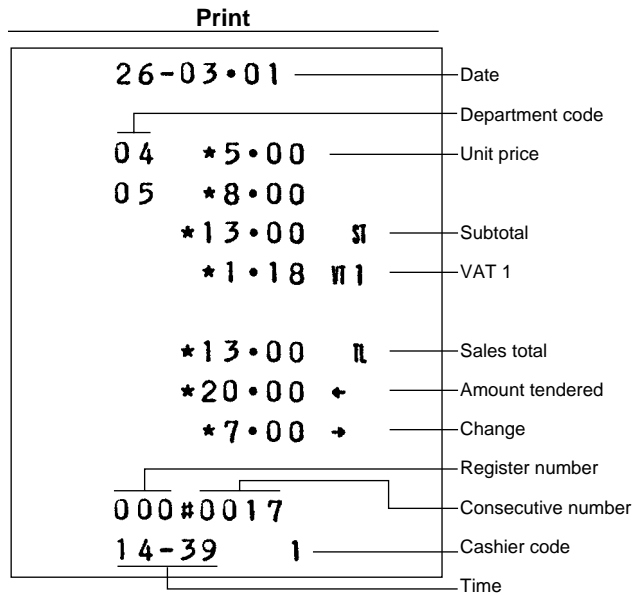 Print
26-03•01 Date
Department code
04 *5•00 Unit price
05 *8•00
*13•00 ST Subtotal
*1•18 VT 1 VAT 1
*13•00 TL Sales total
*20•00 ← Amount tendered
*7•00 → Change
Register number
000#0017 Consecutive number
14-39 1 Cashier code
Time